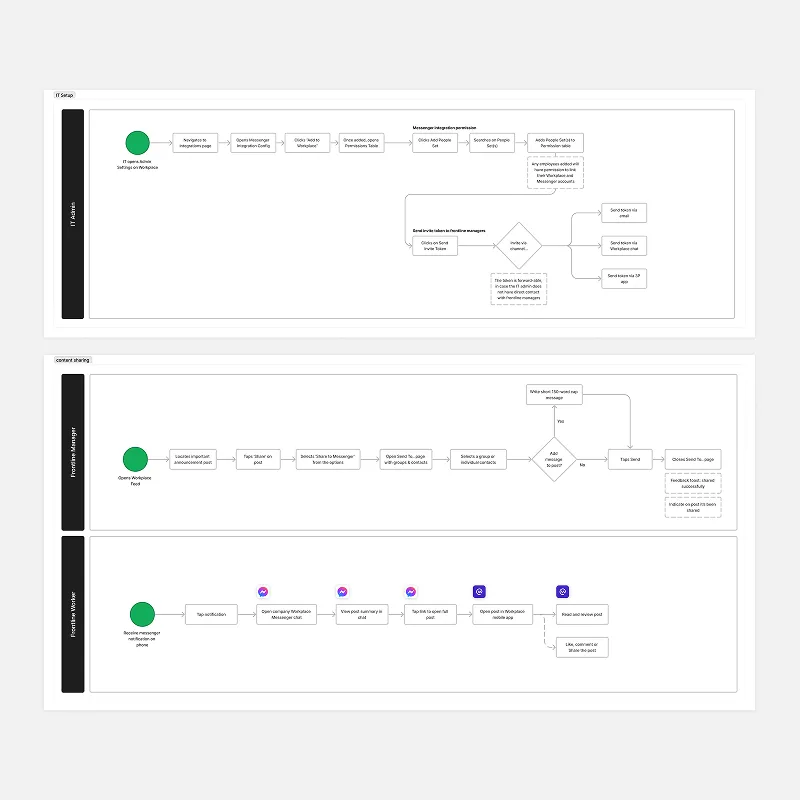 IT Setup
IT Admin
IT opens Admin
Settings on Workplace
Navigates to
Integrations page
Opens Messenger
Integration Config
Clicks "Add to
Workplace"
Once added, opens
Permissions Table
Messenger integration permission
Clicks Add People
Set
Searches on People
Set(s)
Adds People Set(s) to
Permission table
Any employees added will
have permission to link
their Workplace and
Messenger accounts
Send invite token to frontline managers
Clicks on Send
Invite Token
Invite via
channel...
The token is forward-able,
in case the IT admin does
not have direct contact
with frontline managers
Send token via
email
Send token via
Workplace chat
Send token via 3P
app
content sharing
Frontline Manager
Opens Workplace
Feed
Locates important
announcement post
Taps 'Share' on
post
Selects 'Share to Messenger'
from the options
Open Send To.. page
with groups & contacts
Selects a group or
individual contacts
Add
message
to post?
Yes
Write short 150-word cap
message
No
Taps Send
Closes Send To.. page
Feedback toast: shared
successfully
Indicate on post it's been
shared
Frontline Worker
Receive messenger
notification on
phone
Tap notification
Open company Workplace
Messenger chat
View post summary in
chat
Tap link to open full
post
Open post in Workplace
mobile app
Read and review post
Like, comment or
Share the post